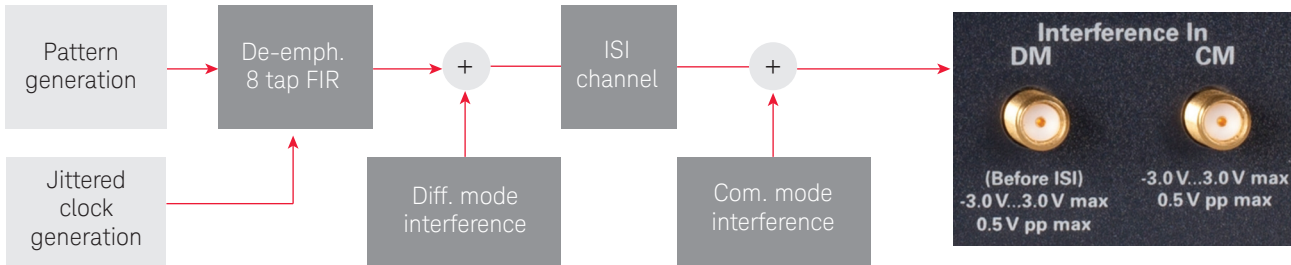 Pattern
generation
De-emph.
8 tap FIR
+
ISI
channel
+
Jittered
clock
generation
Diff. mode
interference
Com. mode
interference
Interference In
DM
CM
(Before ISI)
-3.0 V...3.0 V max
0.5 V pp max
-3.0 V...3.0 V max
0.5 V pp max